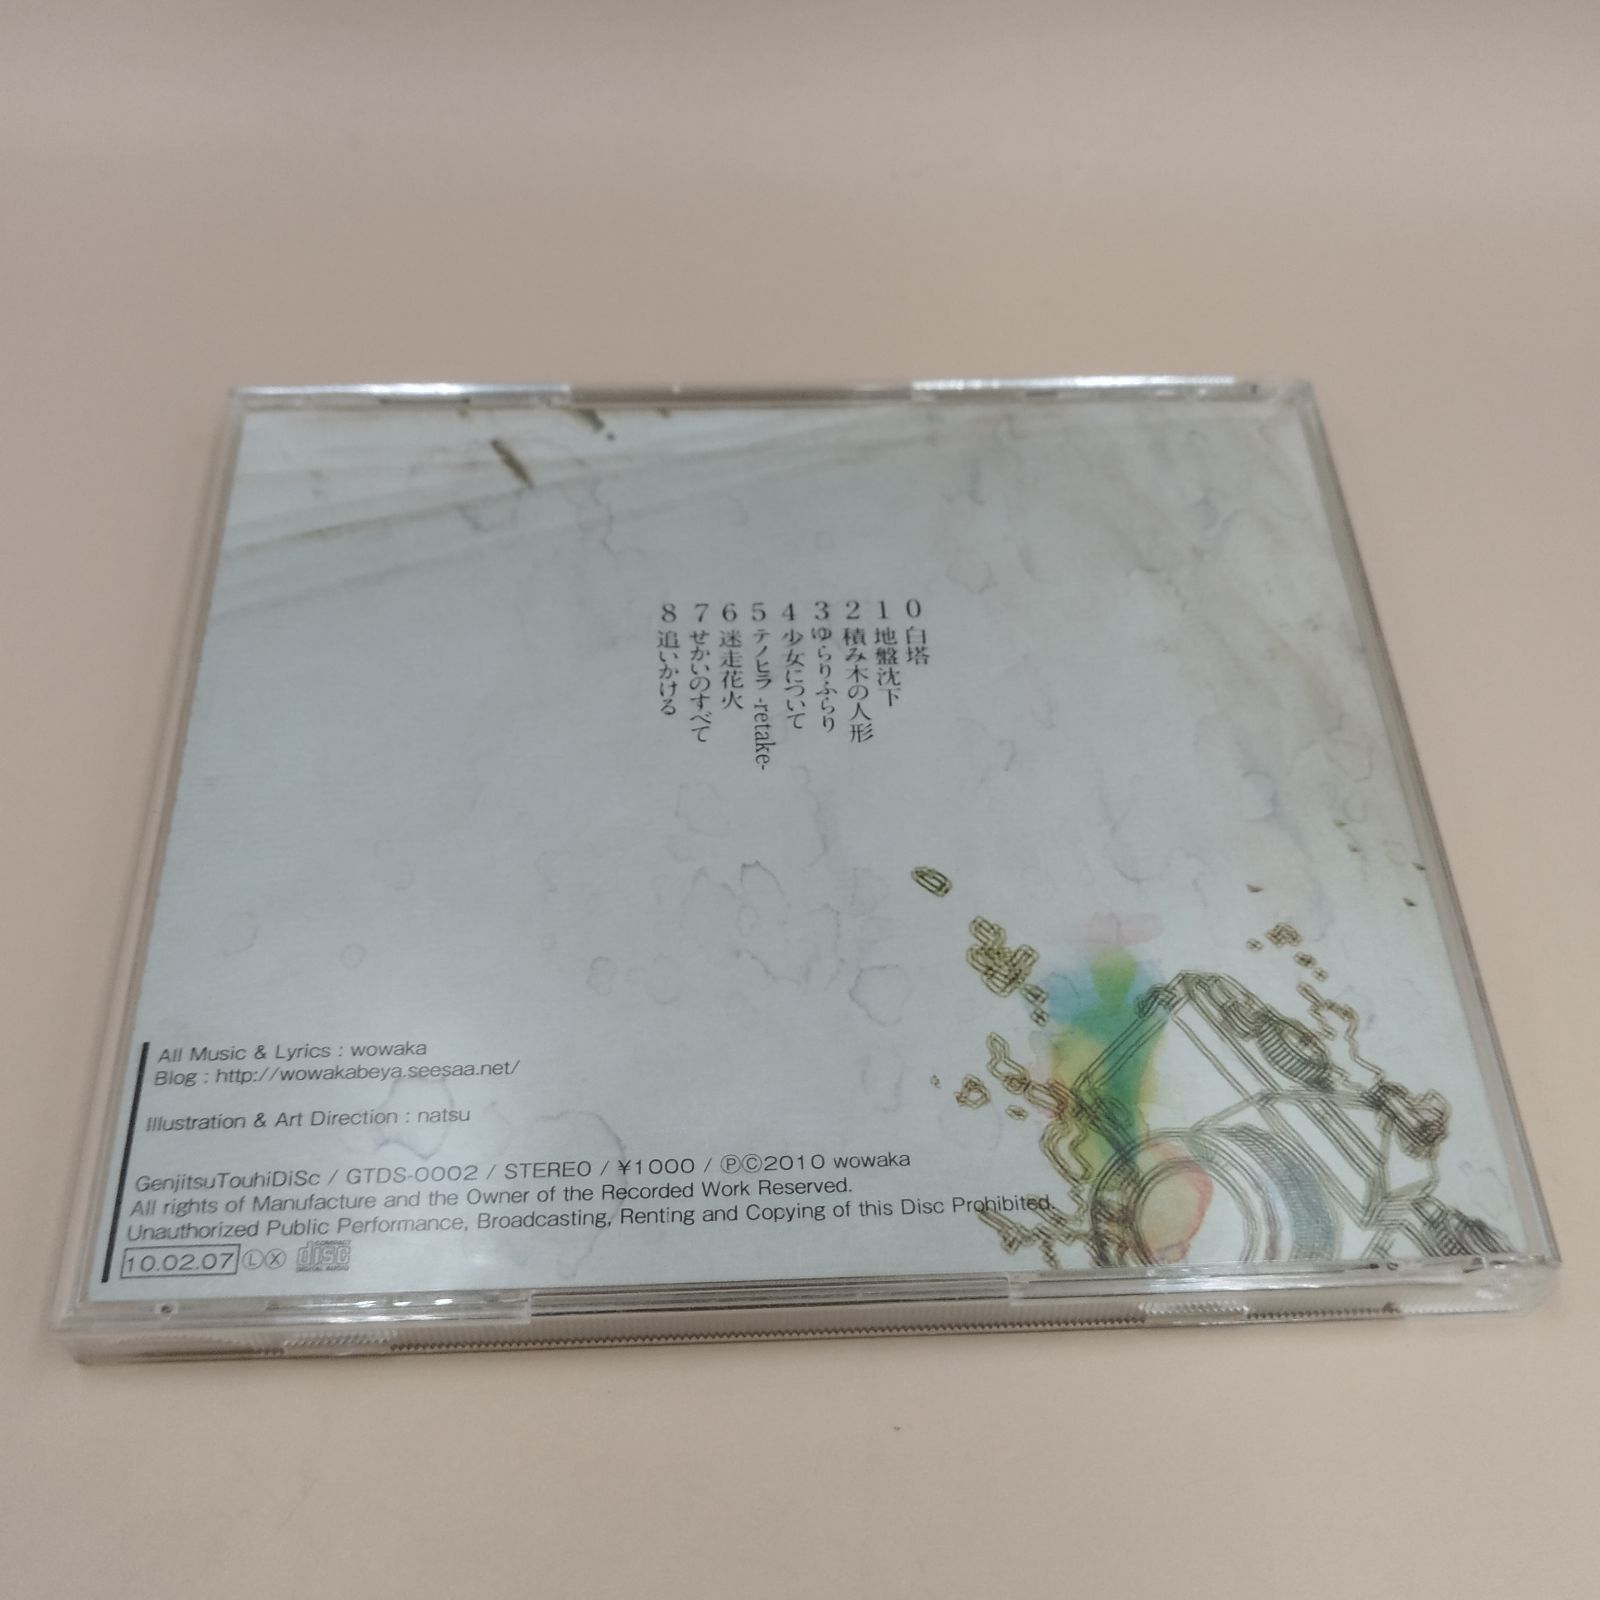 0 白塔
1 地盤沈下
2 積み木の人形
3 ゆらりふらり
4 少女について
5 テノヒラ -retake-
6 迷走花火
7 せかいのすべて
8 追いかける
All Music & Lyrics : wowaka
Blog : http://wowakabeya.seesaa.net/
Illustration & Art Direction : natsu
GenjitsuTouhiDiSc / GTDS-0002 / STEREO / ¥1000 / ⓅⒸ2010 wowaka
All rights of Manufacture and the Owner of the Recorded Work Reserved.
Unauthorized Public Performance, Broadcasting, Renting and Copying of this Disc Prohibited.
10.02.07 Ⓛ Ⓧ COMPACT disc DIGITAL AUDIO